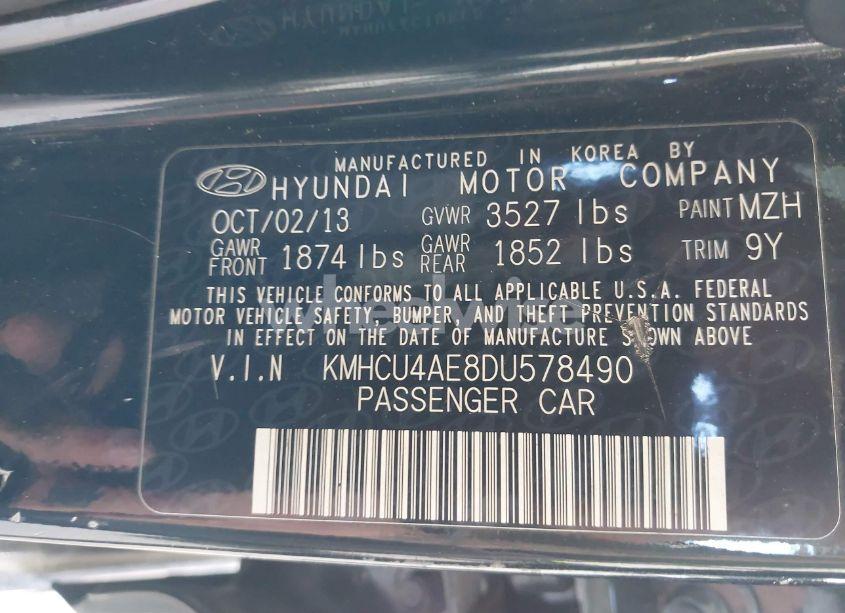 MANUFACTURED IN KOREA BY
HYUNDAI MOTOR COMPANY
OCT/02/13 GVWR 3527 lbs PAINT MZH
GAWR FRONT 1874 lbs GAWR REAR 1852 lbs TRIM 9Y
THIS VEHICLE CONFORMS TO ALL APPLICABLE U.S.A. FEDERAL
MOTOR VEHICLE SAFETY, BUMPER, AND THEFT PREVENTION STANDARDS
IN EFFECT ON THE DATE OF MANUFACTURE SHOWN ABOVE
V.I.N KMHCU4AE8DU578490
PASSENGER CAR